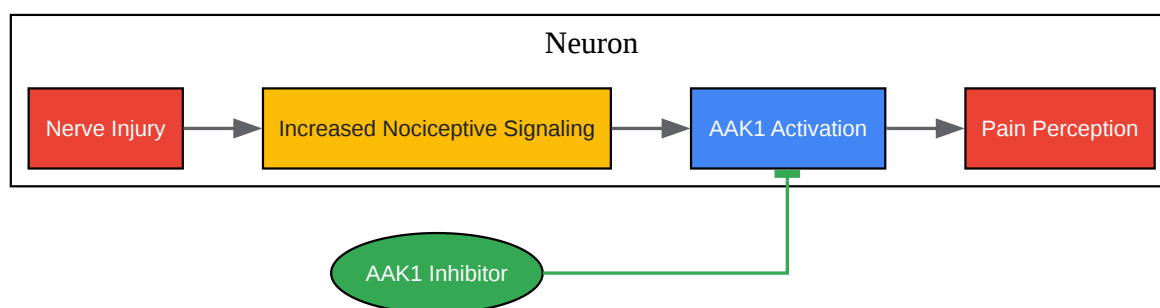 Neuron
Nerve Injury
Increased Nociceptive Signaling
AAK1 Activation
Pain Perception
AAK1 Inhibitor